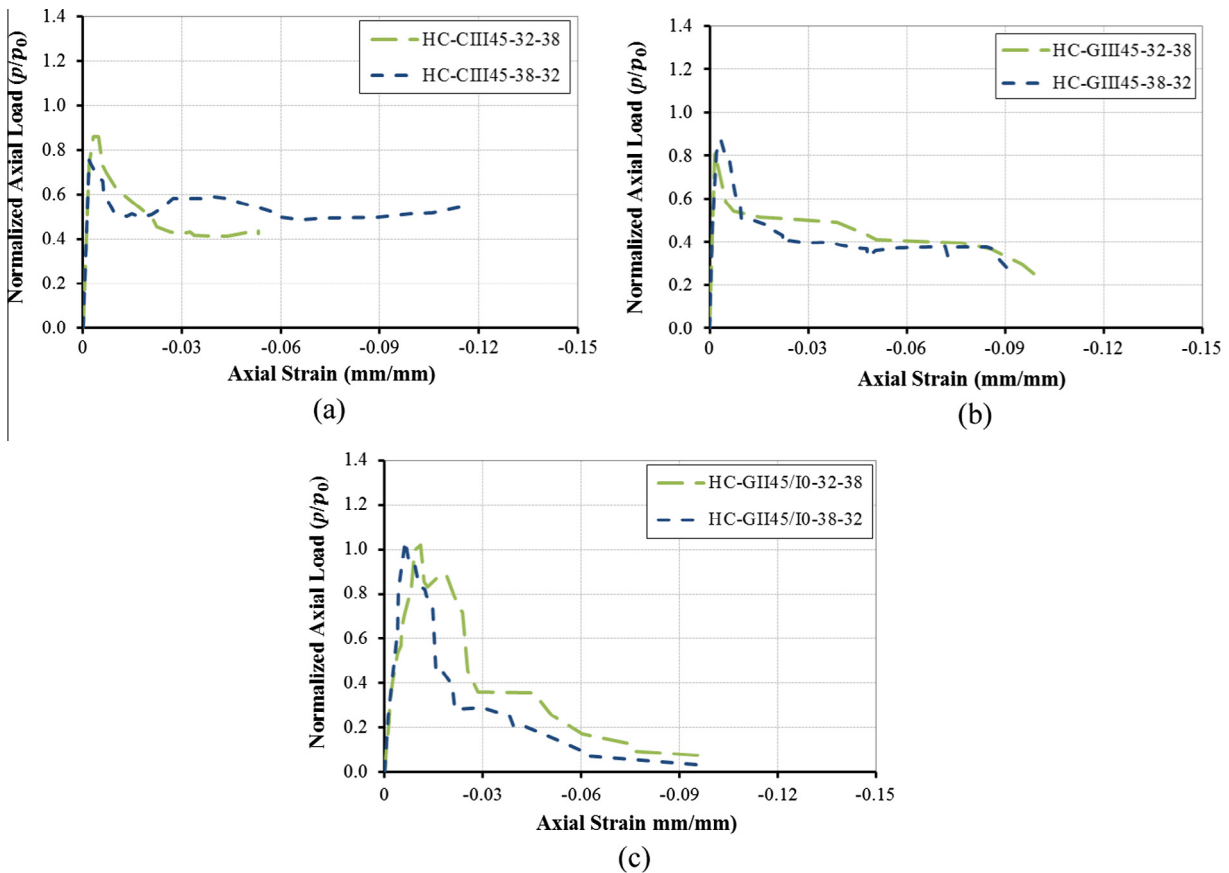 Normalized Axial Load (p/p0)
1.4
1.2
1.0
0.8
0.6
0.4
0.2
0.0
HC-CIII45-32-38
HC-CIII45-38-32
0 -0.03 -0.06 -0.09 -0.12 -0.15
Axial Strain (mm/mm)
(a)
Normalized Axial Load (p/p0)
1.4
1.2
1.0
0.8
0.6
0.4
0.2
0.0
HC-GIII45-32-38
HC-GIII45-38-32
0 -0.03 -0.06 -0.09 -0.12 -0.15
Axial Strain (mm/mm)
(b)
Normalized Axial Load (p/p0)
1.4
1.2
1.0
0.8
0.6
0.4
0.2
0.0
HC-GII45/I0-32-38
HC-GII45/I0-38-32
0 -0.03 -0.06 -0.09 -0.12 -0.15
Axial Strain mm/mm)
(c)